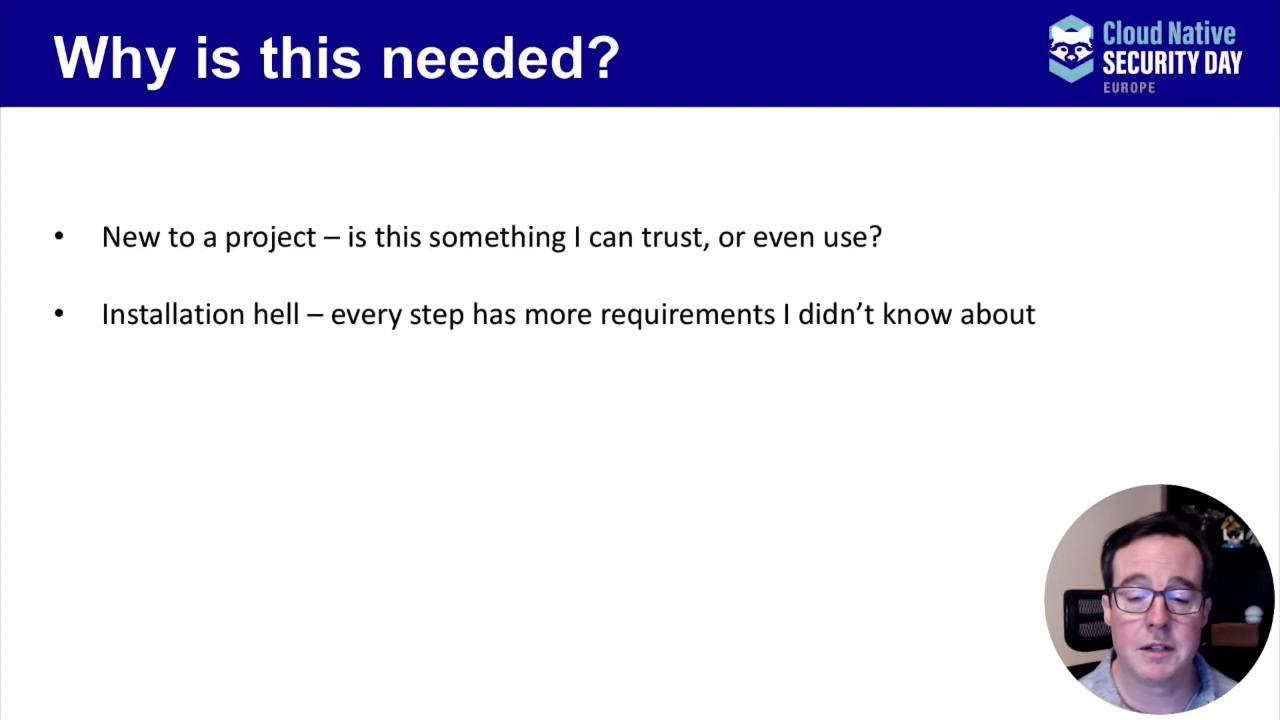 Why is this needed?
Cloud Native
SECURITY DAY
EUROPE
• New to a project – is this something I can trust, or even use?
• Installation hell – every step has more requirements I didn’t know about